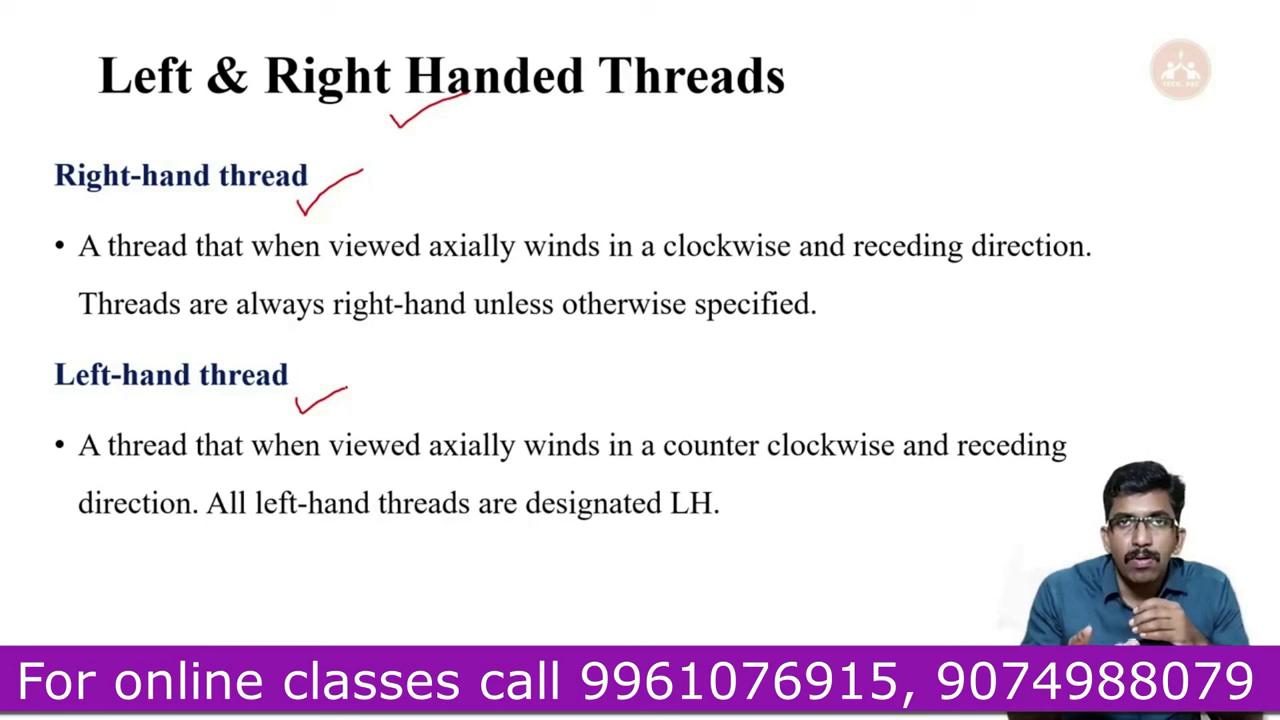 Left & Right Handed Threads
TECH_PSC
Right-hand thread
• A thread that when viewed axially winds in a clockwise and receding direction.
Threads are always right-hand unless otherwise specified.
Left-hand thread
• A thread that when viewed axially winds in a counter clockwise and receding
direction. All left-hand threads are designated LH.
For online classes call 9961076915, 9074988079